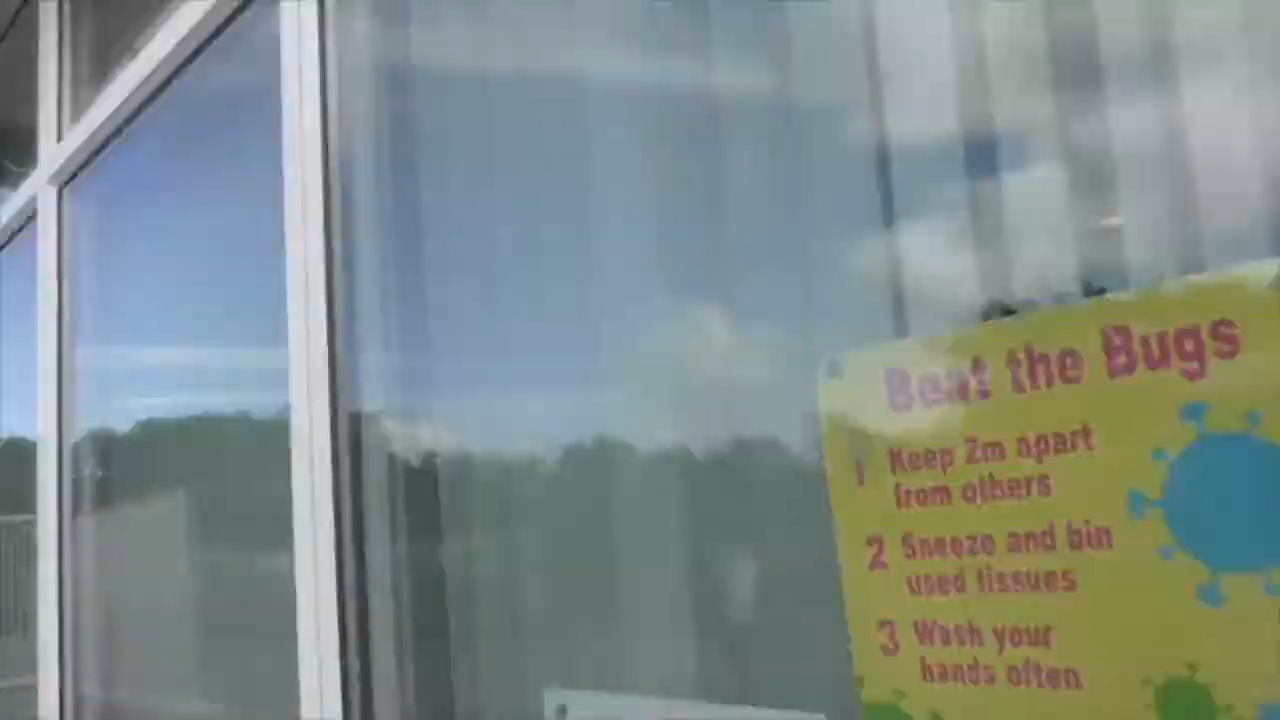 Beat the Bugs
1 Keep 2m apart
from others
2 Sneeze and bin
used tissues
3 Wash your
hands often